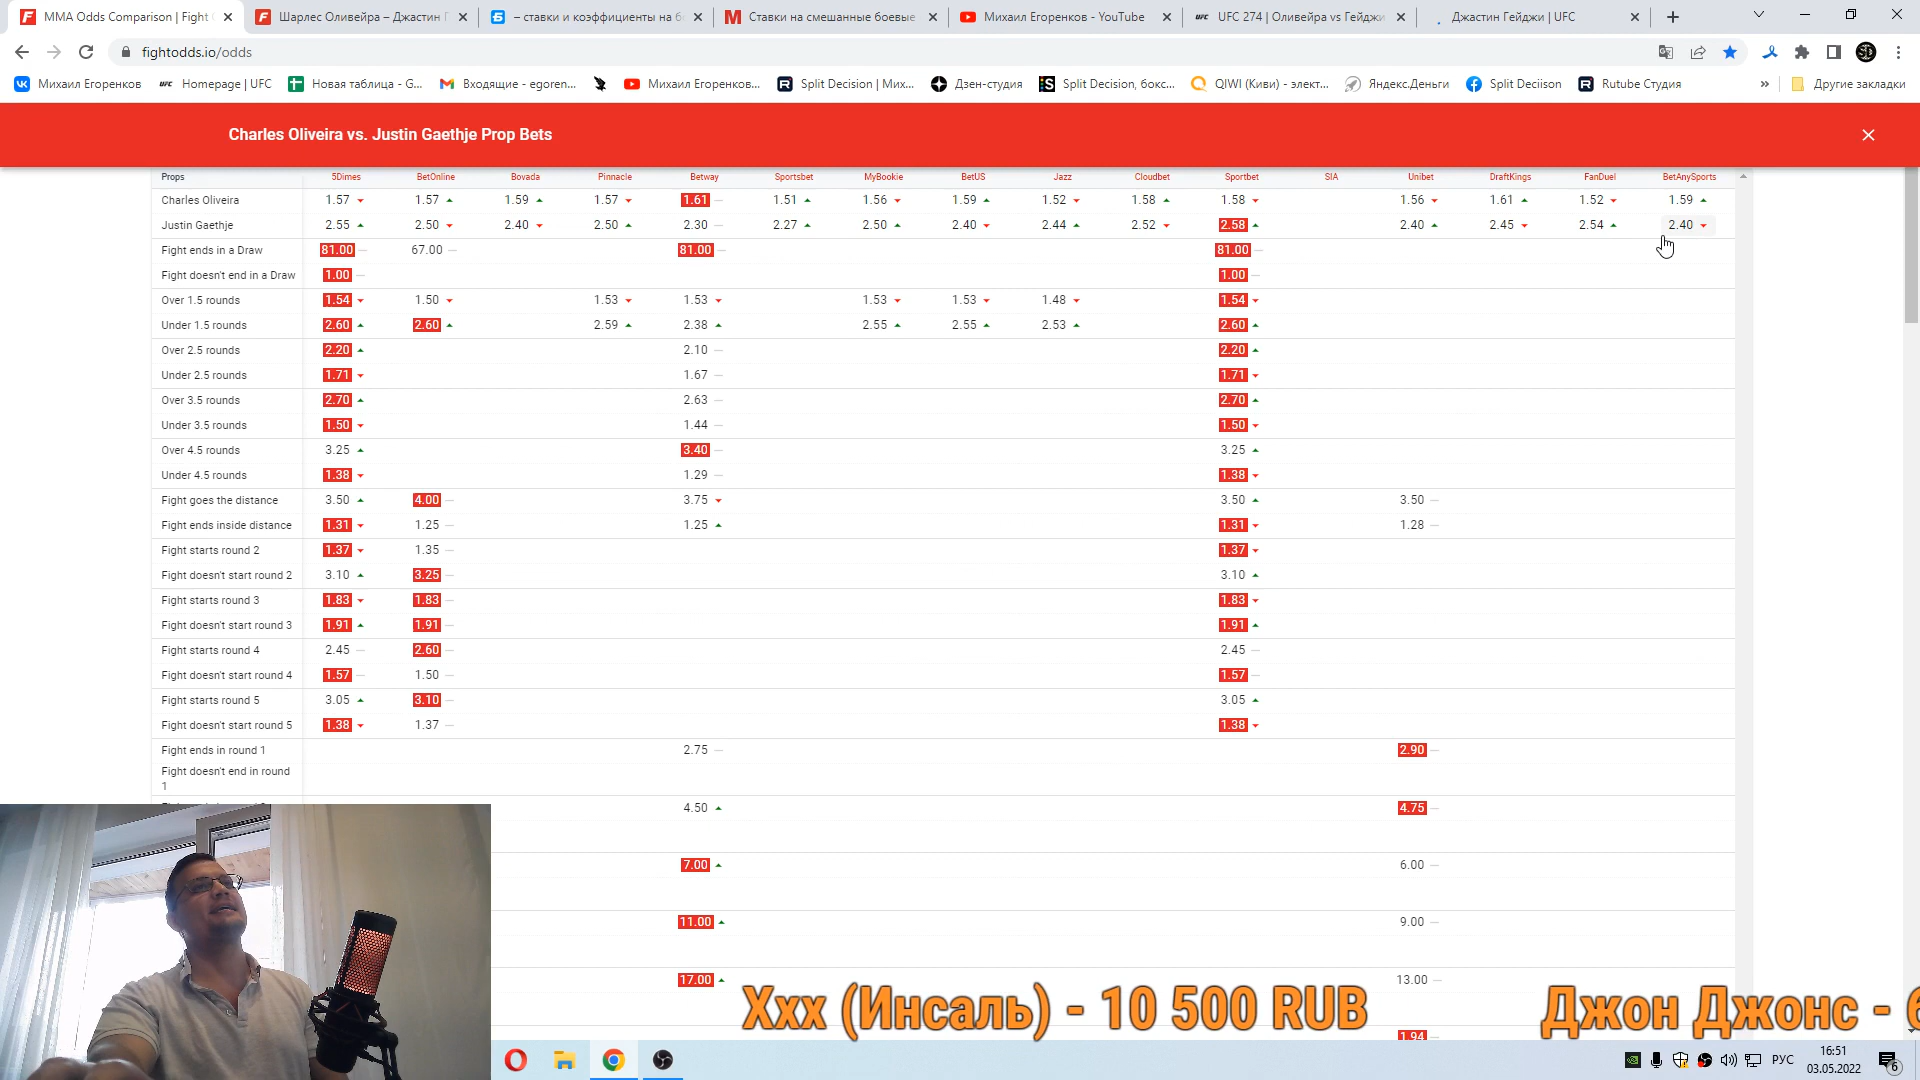 MMA Odds Comparison | Fight
Шарлес Оливейра – Джастин Г
– ставки и коэффициенты на б
Ставки на смешанные боевые
Михаил Егоренков - YouTube
UFC 274 | Оливейра vs Гейджи
Джастин Гейджи | UFC
fightodds.io/odds
Михаил Егоренков
Homepage | UFC
Новая таблица - G...
Входящие - egoren...
Михаил Егоренков...
Split Decision | Мих...
Дзен-студия
Split Decision, бокс...
QIWI (Киви) - элект...
Яндекс.Деньги
Split Deciison
Rutube Студия
»
Другие закладки
Charles Oliveira vs. Justin Gaethje Prop Bets
Props 5Dimes BetOnline Bovada Pinnacle Betway Sportsbet MyBookie BetUS Jazz Cloudbet Sportbet SIA Unibet DraftKings FanDuel BetAnySports
Charles Oliveira 1.57 1.57 1.59 1.57 1.61 1.51 1.56 1.59 1.52 1.58 1.58 1.56 1.61 1.52 1.59
Justin Gaethje 2.55 2.50 2.40 2.50 2.30 2.27 2.50 2.40 2.44 2.52 2.58 2.40 2.45 2.54 2.40
Fight ends in a Draw 81.00 67.00 81.00 81.00
Fight doesn't end in a Draw 1.00 1.00
Over 1.5 rounds 1.54 1.50 1.53 1.53 1.53 1.53 1.48 1.54
Under 1.5 rounds 2.60 2.60 2.59 2.38 2.55 2.55 2.53 2.60
Over 2.5 rounds 2.20 2.10 2.20
Under 2.5 rounds 1.71 1.67 1.71
Over 3.5 rounds 2.70 2.63 2.70
Under 3.5 rounds 1.50 1.44 1.50
Over 4.5 rounds 3.25 3.40 3.25
Under 4.5 rounds 1.38 1.29 1.38
Fight goes the distance 3.50 4.00 3.75 3.50 3.50
Fight ends inside distance 1.31 1.25 1.25 1.31 1.28
Fight starts round 2 1.37 1.35 1.37
Fight doesn't start round 2 3.10 3.25 3.10
Fight starts round 3 1.83 1.83 1.83
Fight doesn't start round 3 1.91 1.91 1.91
Fight starts round 4 2.45 2.60 2.45
Fight doesn't start round 4 1.57 1.50 1.57
Fight starts round 5 3.05 3.10 3.05
Fight doesn't start round 5 1.38 1.37 1.38
Fight ends in round 1 2.75 2.90
Fight doesn't end in round
1
4.50 4.75
7.00 6.00
11.00 9.00
17.00 13.00
1.94
Ххх (Инсаль) - 10 500 RUB
Джон Джонс - 6
РУС
16:51
03.05.2022
6